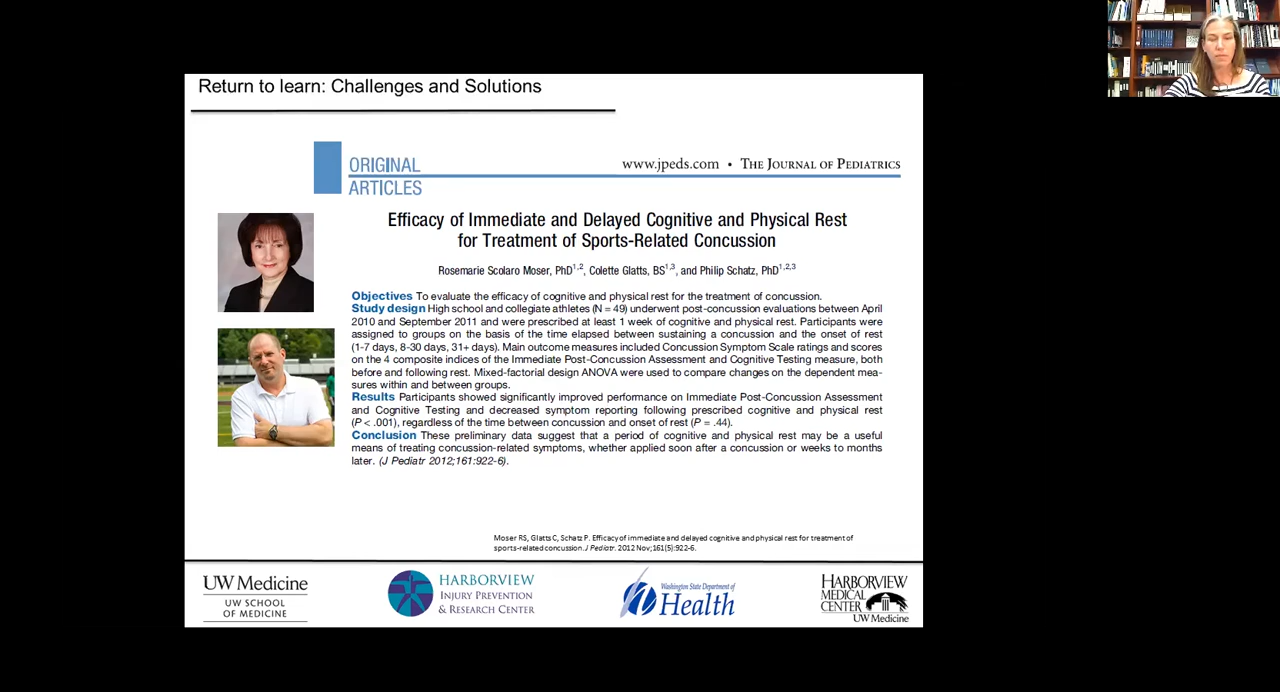 Return to learn: Challenges and Solutions
ORIGINAL
ARTICLES
www.jpeds.com • THE JOURNAL OF PEDIATRICS
Efficacy of Immediate and Delayed Cognitive and Physical Rest
for Treatment of Sports-Related Concussion
Rosemarie Scolaro Moser, PhD1,2, Colette Glatts, BS1,3, and Philip Schatz, PhD1,2,3
Objectives To evaluate the efficacy of cognitive and physical rest for the treatment of concussion.
Study design High school and collegiate athletes (N = 49) underwent post-concussion evaluations between April
2010 and September 2011 and were prescribed at least 1 week of cognitive and physical rest. Participants were
assigned to groups on the basis of the time elapsed between sustaining a concussion and the onset of rest
(1-7 days, 8-30 days, 31+ days). Main outcome measures included Concussion Symptom Scale ratings and scores
on the 4 composite indices of the Immediate Post-Concussion Assessment and Cognitive Testing measure, both
before and following rest. Mixed-factorial design ANOVA were used to compare changes on the dependent mea-
sures within and between groups.
Results Participants showed significantly improved performance on Immediate Post-Concussion Assessment
and Cognitive Testing and decreased symptom reporting following prescribed cognitive and physical rest
(P < .001), regardless of the time between concussion and onset of rest (P = .44).
Conclusion These preliminary data suggest that a period of cognitive and physical rest may be a useful
means of treating concussion-related symptoms, whether applied soon after a concussion or weeks to months
later. (J Pediatr 2012;161:922-6).
Moser RS, Glatts C, Schatz P. Efficacy of immediate and delayed cognitive and physical rest for treatment of
sports-related concussion. J Pediatr. 2012 Nov;161(5):922-6.
UW Medicine
UW SCHOOL
OF MEDICINE
HARBORVIEW
INJURY PREVENTION
& RESEARCH CENTER
Washington State Department of
Health
HARBORVIEW
MEDICAL
CENTER
UW Medicine